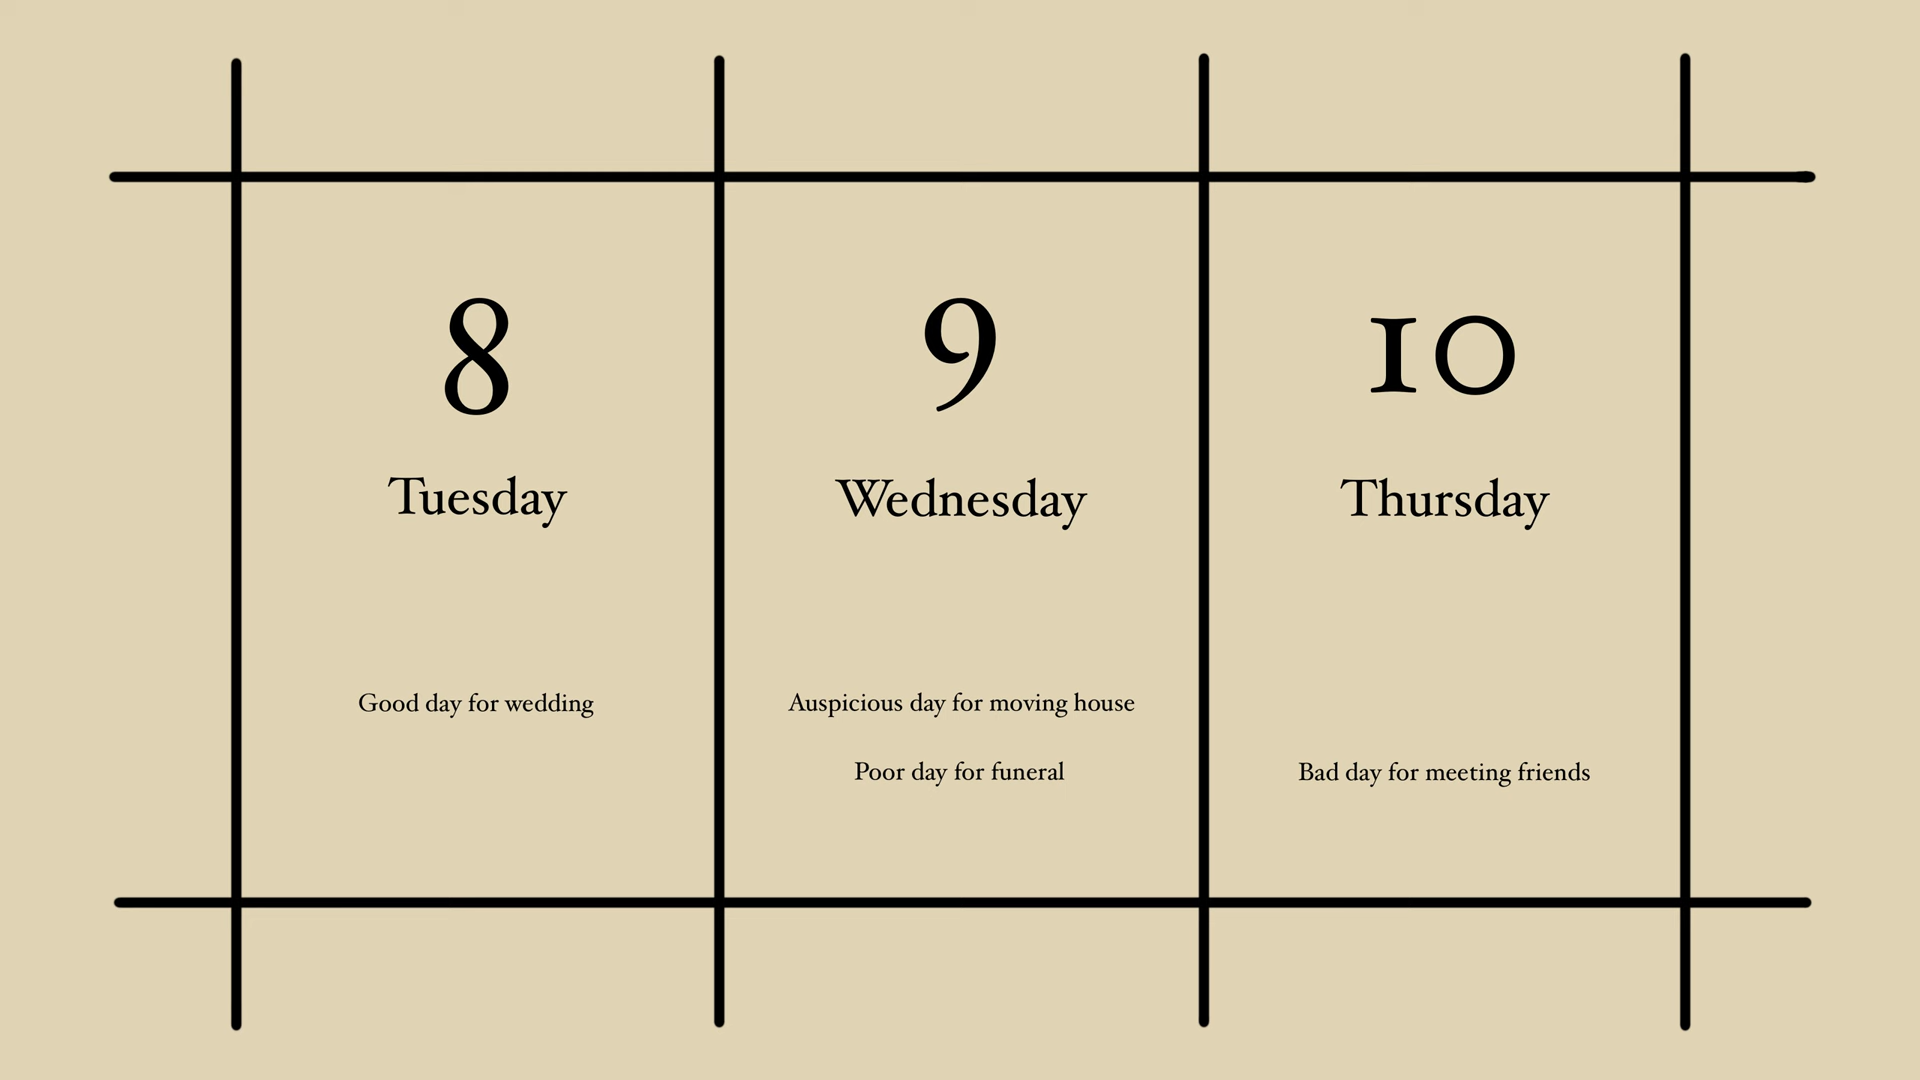 8
Tuesday
Good day for wedding
9
Wednesday
Auspicious day for moving house
Poor day for funeral
10
Thursday
Bad day for meeting friends